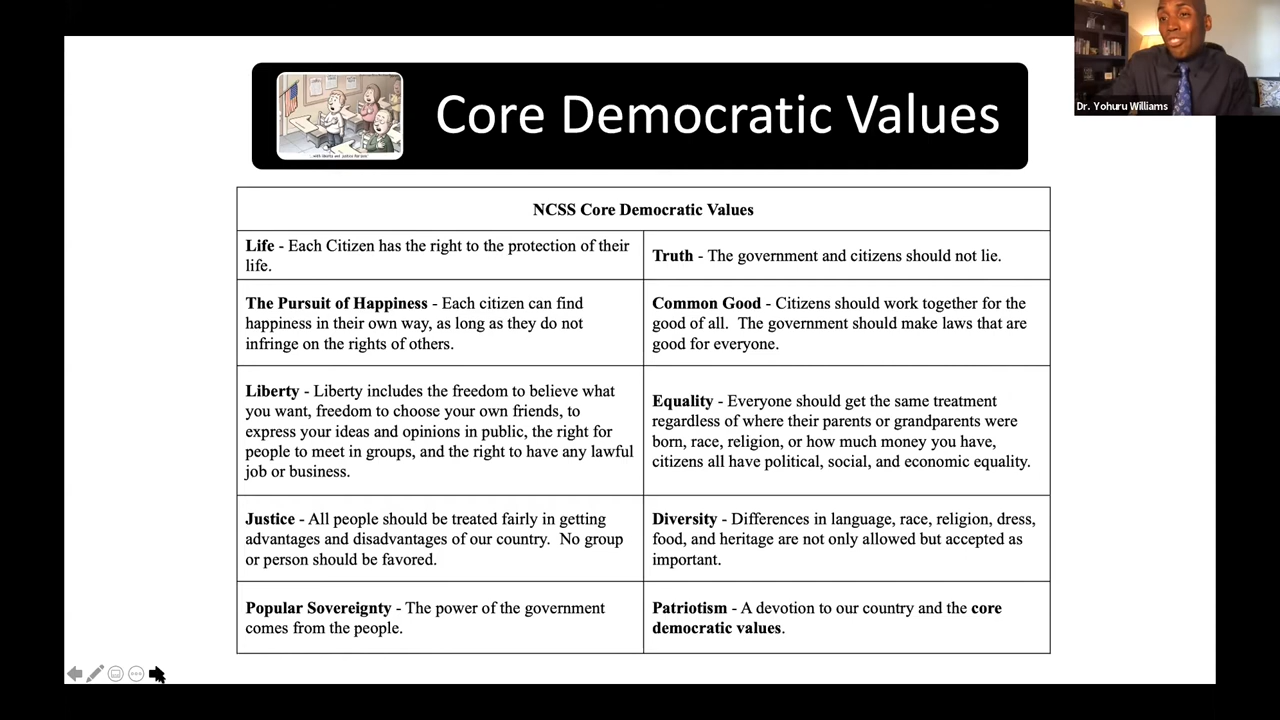 Dr. Yohuru Williams
Core Democratic Values
NCSS Core Democratic Values
Life - Each Citizen has the right to the protection of their
life.
Truth - The government and citizens should not lie.
The Pursuit of Happiness - Each citizen can find
happiness in their own way, as long as they do not
infringe on the rights of others.
Common Good - Citizens should work together for the
good of all.  The government should make laws that are
good for everyone.
Liberty - Liberty includes the freedom to believe what
you want, freedom to choose your own friends, to
express your ideas and opinions in public, the right for
people to meet in groups, and the right to have any lawful
job or business.
Equality - Everyone should get the same treatment
regardless of where their parents or grandparents were
born, race, religion, or how much money you have,
citizens all have political, social, and economic equality.
Justice - All people should be treated fairly in getting
advantages and disadvantages of our country.  No group
or person should be favored.
Diversity - Differences in language, race, religion, dress,
food, and heritage are not only allowed but accepted as
important.
Popular Sovereignty - The power of the government
comes from the people.
Patriotism - A devotion to our country and the core
democratic values.